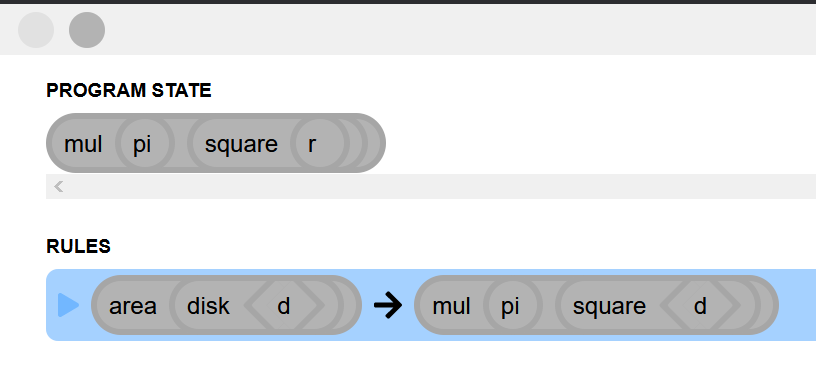 PROGRAM STATE
mul pi square r
RULES
area disk d → mul pi square d